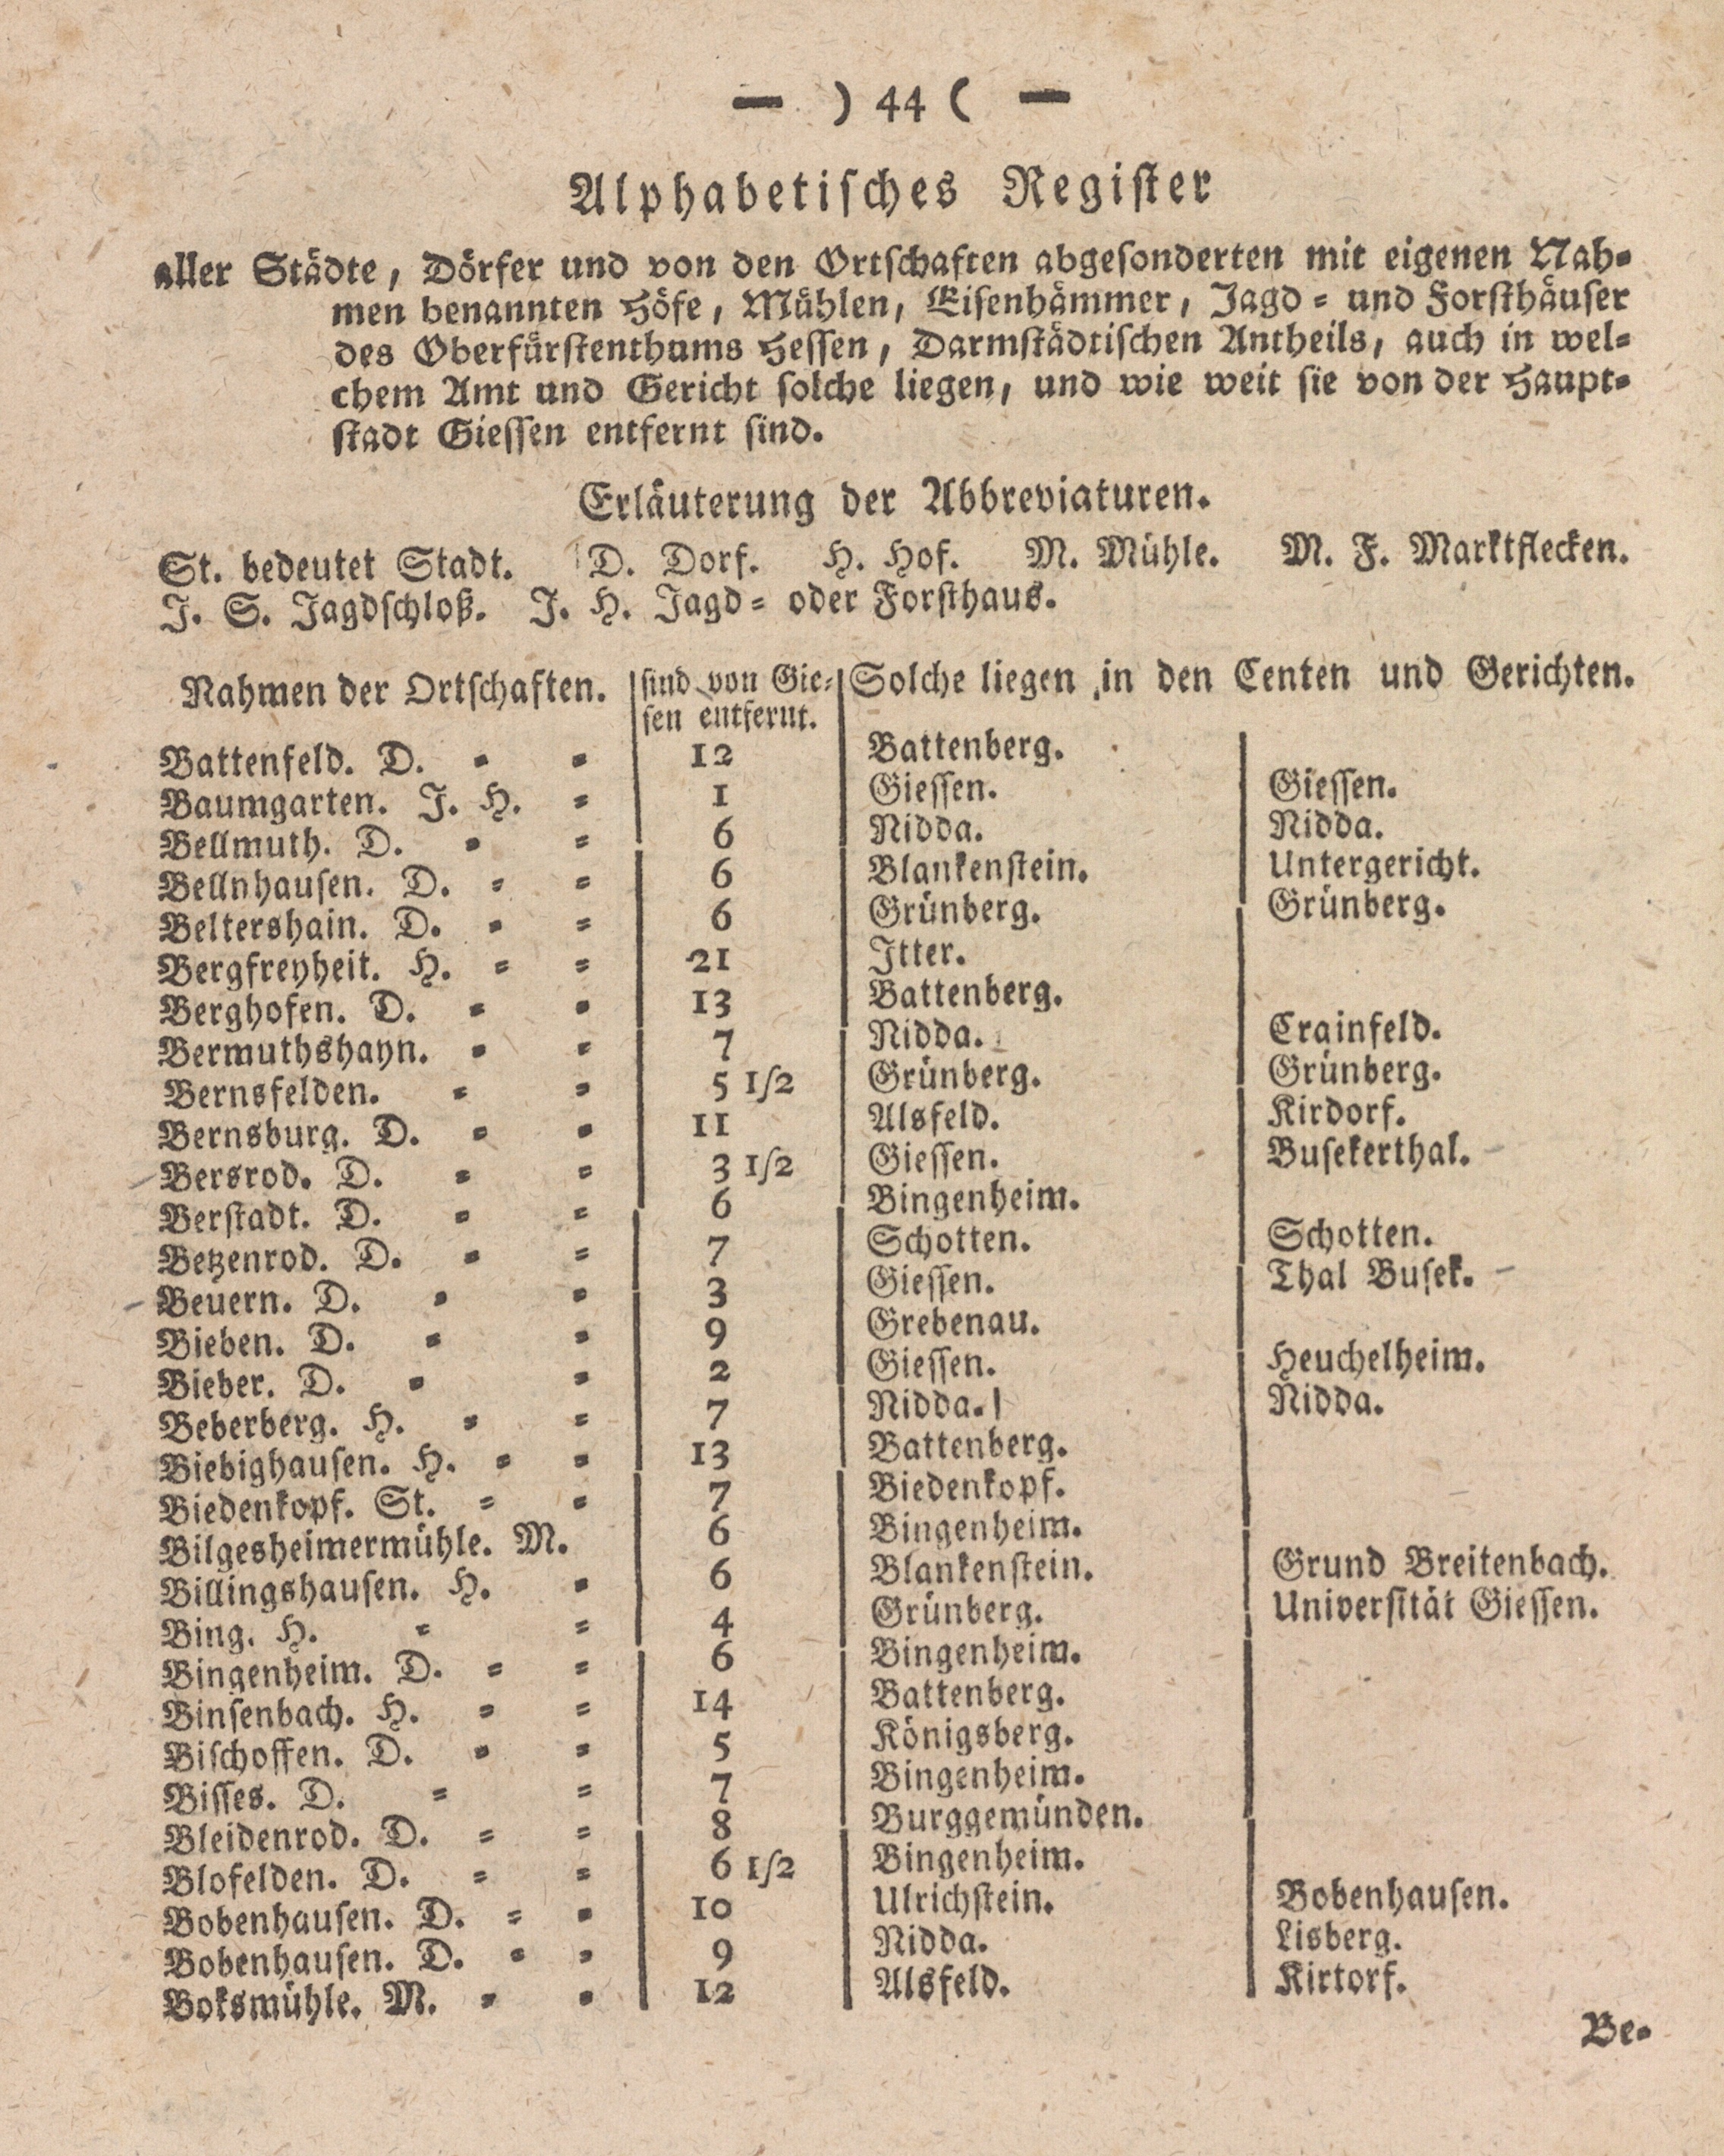 — ) 44 ( —
Alphabetisches Register
aller Städte, Dörfer und von den Ortschaften abgesonderten mit eigenen Nah-
men benannten Höfe, Mühlen, Eisenhämmer, Jagd- und Forsthäuser
des Oberfürstenthums Hessen, Darmstädtischen Antheils, auch in wel-
chem Amt und Gericht solche liegen, und wie weit sie von der Haupt-
stadt Giessen entfernt sind.
Erläuterung der Abbreviaturen.
St. bedeutet Stadt. D. Dorf. H. Hof. M. Mühle. M. F. Marktflecken.
J. S. Jagdschloß. J. H. Jagd- oder Forsthaus.
Nahmen der Ortschaften. sind von Gie- Solche liegen in den Centen und Gerichten.
sen entfernt.
Battenfeld. D. = = 12 Battenberg.
Baumgarten. J. H. = 1 Giessen. Giessen.
Bellmuth. D. = = 6 Nidda. Nidda.
Bellnhausen. D. = = 6 Blankenstein. Untergericht.
Beltershain. D. = = 6 Grünberg. Grünberg.
Bergfreyheit. H. = = 21 Itter.
Berghofen. D. = = 13 Battenberg.
Bermuthshayn. = = 7 Nidda. Crainfeld.
Bernsfelden. = = 5 1/2 Grünberg. Grünberg.
Bernsburg. D. = = 11 Alsfeld. Kirdorf.
Bersrod. D. = = 3 1/2 Giessen. Busekerthal.
Berstadt. D. = = 6 Bingenheim.
Betzenrod. D. = = 7 Schotten. Schotten.
Beuern. D. = = 3 Giessen. Thal Busek.
Bieben. D. = = 9 Grebenau.
Bieber. D. = = 2 Giessen. Heuchelheim.
Beberberg. H. = = 7 Nidda. Nidda.
Biebighausen. H. = = 13 Battenberg.
Biedenkopf. St. = = 7 Biedenkopf.
Bilgesheimermühle. M. 6 Bingenheim.
Billingshausen. H. = 6 Blankenstein. Grund Breitenbach.
Bing. H. = = 4 Grünberg. Universität Giessen.
Bingenheim. D. = = 6 Bingenheim.
Binsenbach. H. = = 14 Battenberg.
Bischoffen. D. = = 5 Königsberg.
Bisses. D. = = 7 Bingenheim.
Bleidenrod. D. = = 8 Burggemünden.
Blofelden. D. = = 6 1/2 Bingenheim.
Bobenhausen. D. = = 10 Ulrichstein. Bobenhausen.
Bobenhausen. D. = = 9 Nidda. Lisberg.
Boksmühle. M. = = 12 Alsfeld. Kirtorf.
Be-